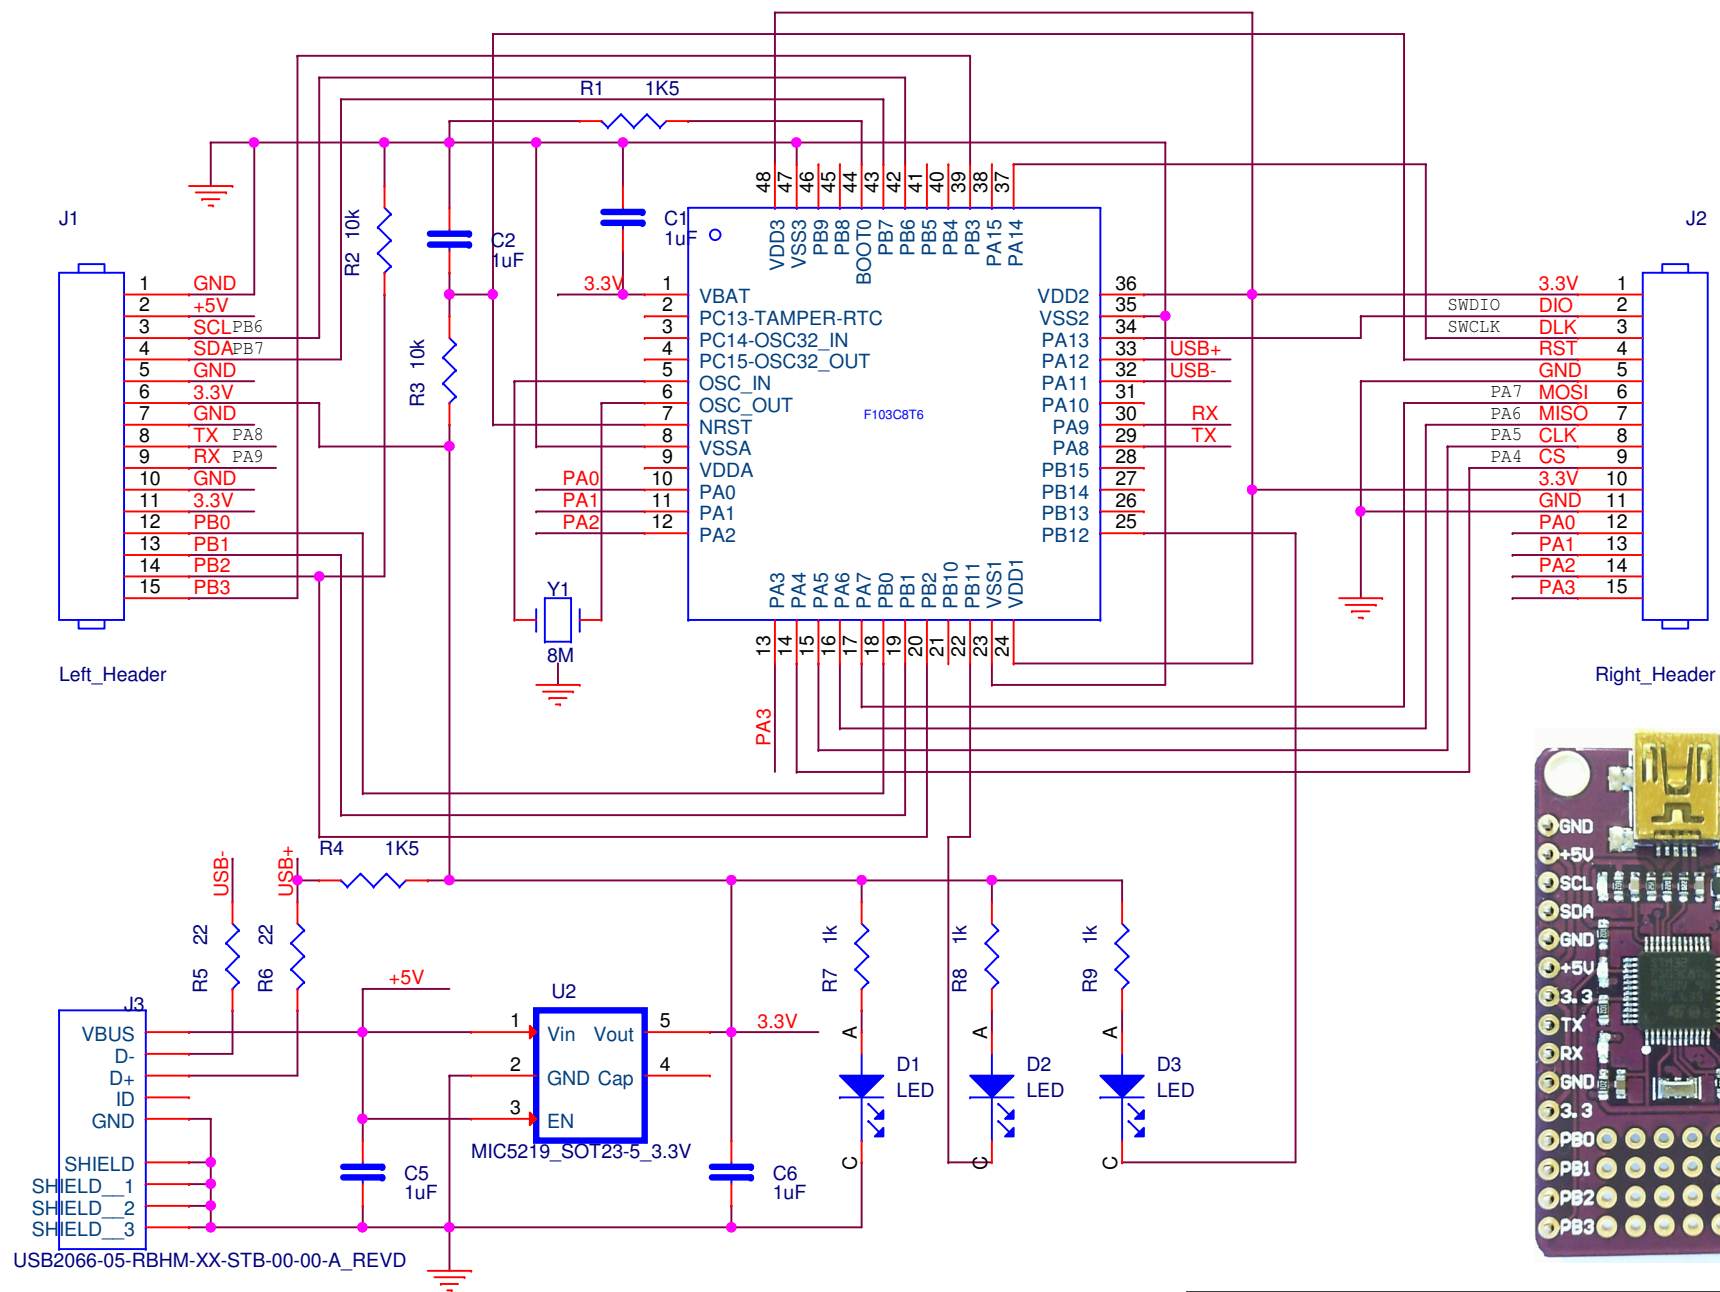 R1 1K5
48 47 46 45 44 43 42 41 40 39 38 37
J1
R2 10k
C2
1uF
C1
1uF
VDD3 VSS3 PB9 PB8 BOOT0 PB7 PB6 PB5 PB4 PB3 PA15 PA14
J2
1 GND
2 +5V
3 SCL PB6
4 SDA PB7
5 GND
6 3.3V
7 GND
8 TX PA8
9 RX PA9
10 GND
11 3.3V
12 PB0
13 PB1
14 PB2
15 PB3
Left_Header
R3 10k
3.3V 1 VBAT
2 PC13-TAMPER-RTC
3 PC14-OSC32_IN
4 PC15-OSC32_OUT
5 OSC_IN
6 OSC_OUT
7 NRST
8 VSSA
9 VDDA
PA0 10 PA0
PA1 11 PA1
PA2 12 PA2
F103C8T6
VDD2 36
VSS2 35
PA13 34
PA12 33 USB+
PA11 32 USB-
PA10 31
PA9 30 RX
PA8 29 TX
PB15 28
PB14 27
PB13 26
PB12 25
3.3V 1
SWDIO DIO 2
SWCLK DLK 3
RST 4
GND 5
PA7 MOSI 6
PA6 MISO 7
PA5 CLK 8
PA4 CS 9
3.3V 10
GND 11
PA0 12
PA1 13
PA2 14
PA3 15
Right_Header
Y1
8M
PA3 PA4 PA5 PA6 PA7 PB0 PB1 PB2 PB10 PB11 VSS1 VDD1
13 14 15 16 17 18 19 20 21 22 23 24
PA3
R4 1K5
USB- USB+
R5 22
R6 22
+5V
J3
VBUS
D-
D+
ID
GND
SHIELD
SHIELD__1
SHIELD__2
SHIELD__3
USB2066-05-RBHM-XX-STB-00-00-A_REVD
U2
1 Vin Vout 5 3.3V
2 GND Cap 4
3 EN
MIC5219_SOT23-5_3.3V
C5
1uF
C6
1uF
R7 1k
R8 1k
R9 1k
A A A
D1
LED
D2
LED
D3
LED
C C C
GND
+5V
SCL
SDA
GND
+5V
3.3
TX
RX
GND
3.3
PB0
PB1
PB2
PB3